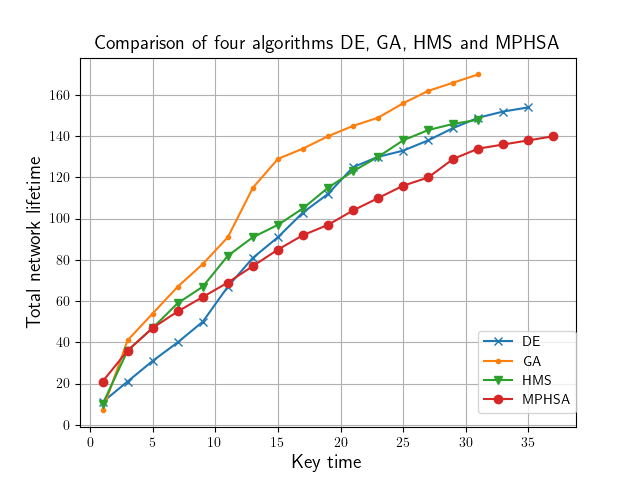 Comparison of four algorithms DE, GA, HMS and MPHSA
Total network lifetime
160
140
120
100
80
60
40
20
0
0 5 10 15 20 25 30 35
Key time
DE
GA
HMS
MPHSA